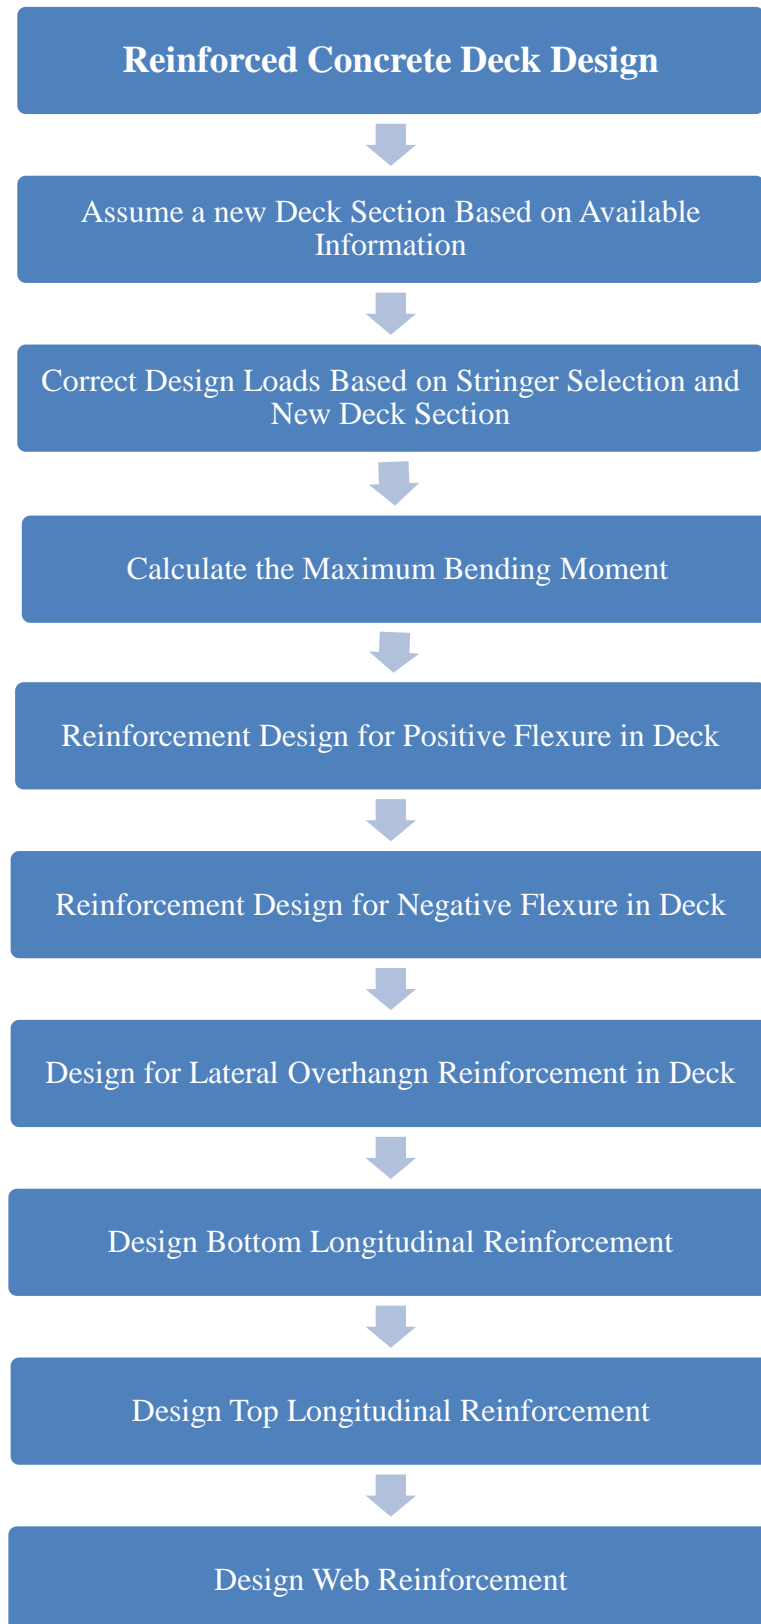 Reinforced Concrete Deck Design
Assume a new Deck Section Based on Available
Information
Correct Design Loads Based on Stringer Selection and
New Deck Section
Calculate the Maximum Bending Moment
Reinforcement Design for Positive Flexure in Deck
Reinforcement Design for Negative Flexure in Deck
Design for Lateral Overhangn Reinforcement in Deck
Design Bottom Longitudinal Reinforcement
Design Top Longitudinal Reinforcement
Design Web Reinforcement